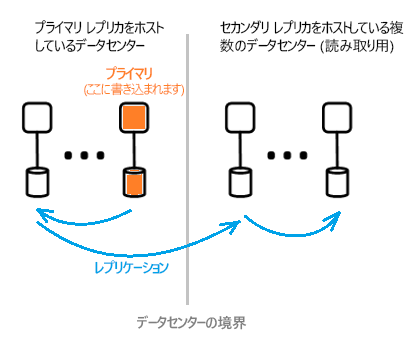 プライマリ レプリカをホスト
しているデータセンター
セカンダリ レプリカをホストしている複
数のデータセンター (読み取り用)
プライマリ
(ここに書き込まれます)
レプリケーション
データセンターの境界